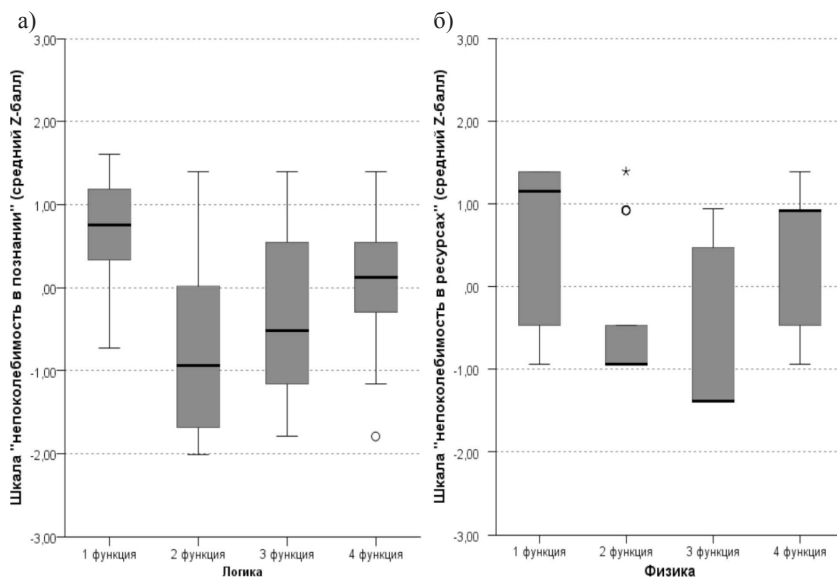 а)
Шкала "непоколебимость в познании" (средний Z-балл)
3,00
2,00
1,00
,00
-1,00
-2,00
-3,00
1 функция
2 функция
3 функция
4 функция
Логика
б)
Шкала "непоколебимость в ресурсах" (средний Z-балл)
3,00
2,00
1,00
,00
-1,00
-2,00
-3,00
1 функция
2 функция
3 функция
4 функция
Физика